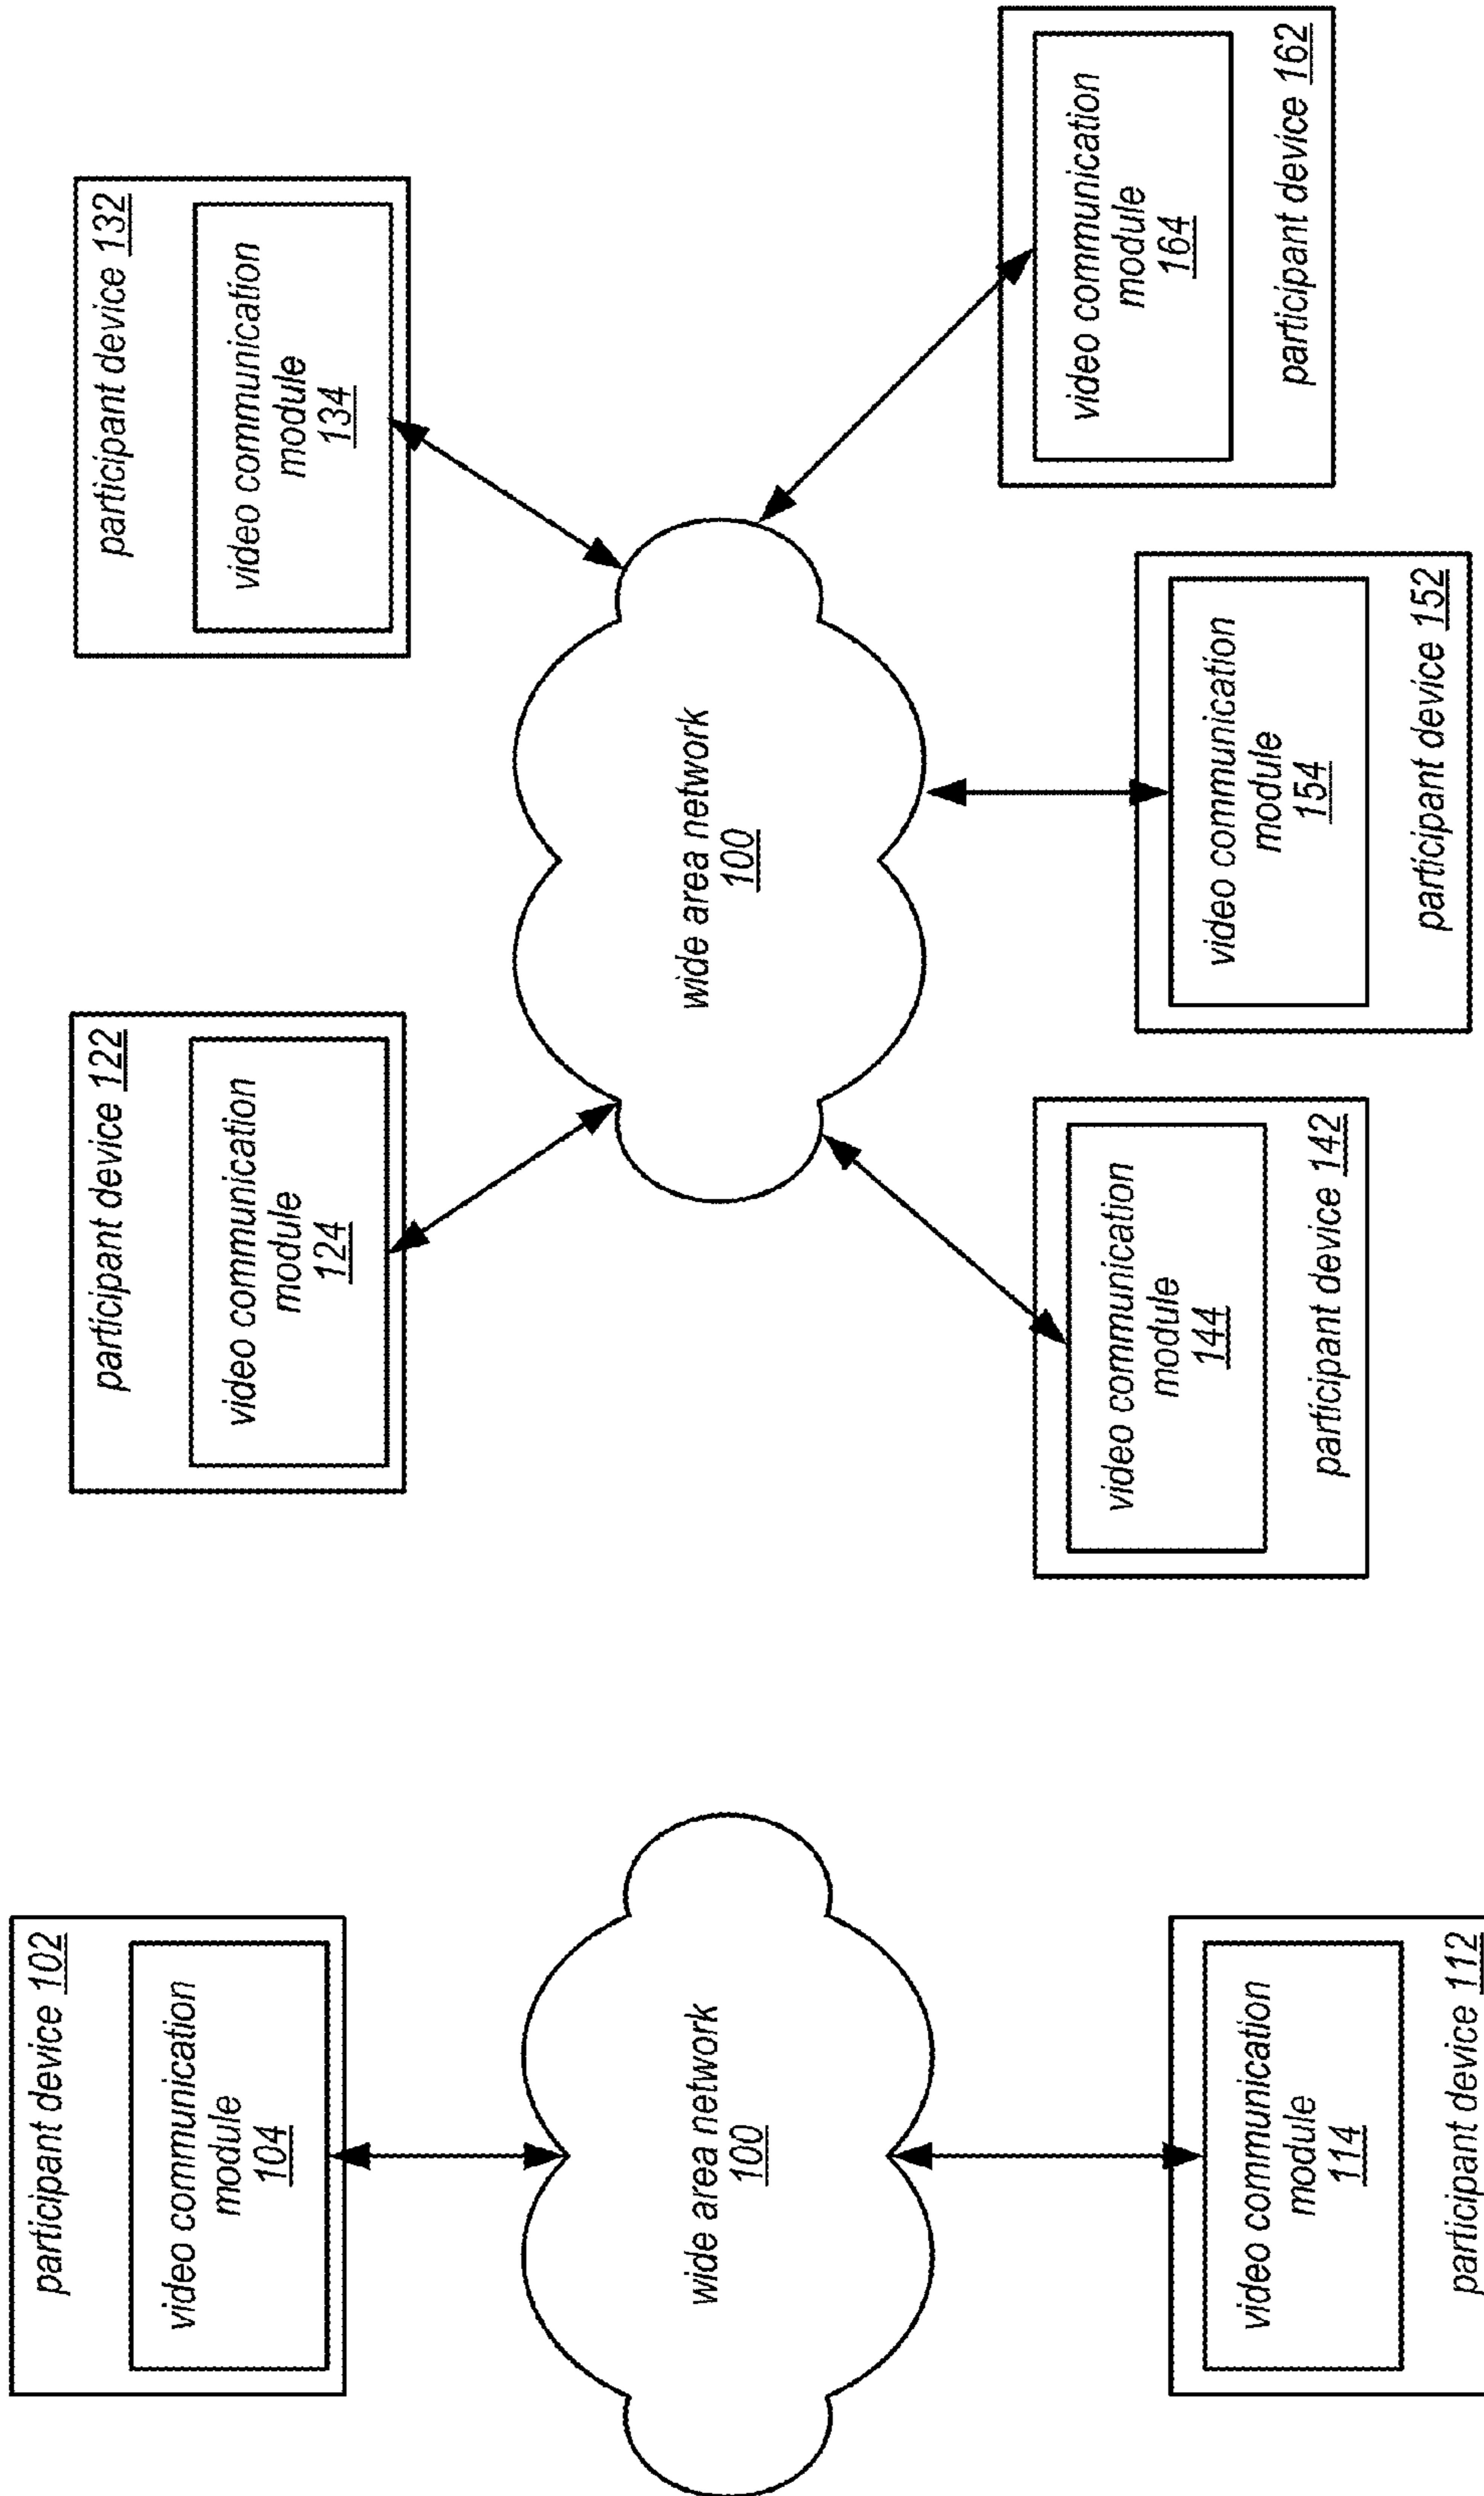 participant device 102
video communication
module
104
wide area network
100
video communication
module
114
participant device 112
participant device 122
video communication
module
124
participant device 132
video communication
module
134
wide area network
100
video communication
module
144
participant device 142
video communication
module
154
participant device 152
video communication
module
164
participant device 162